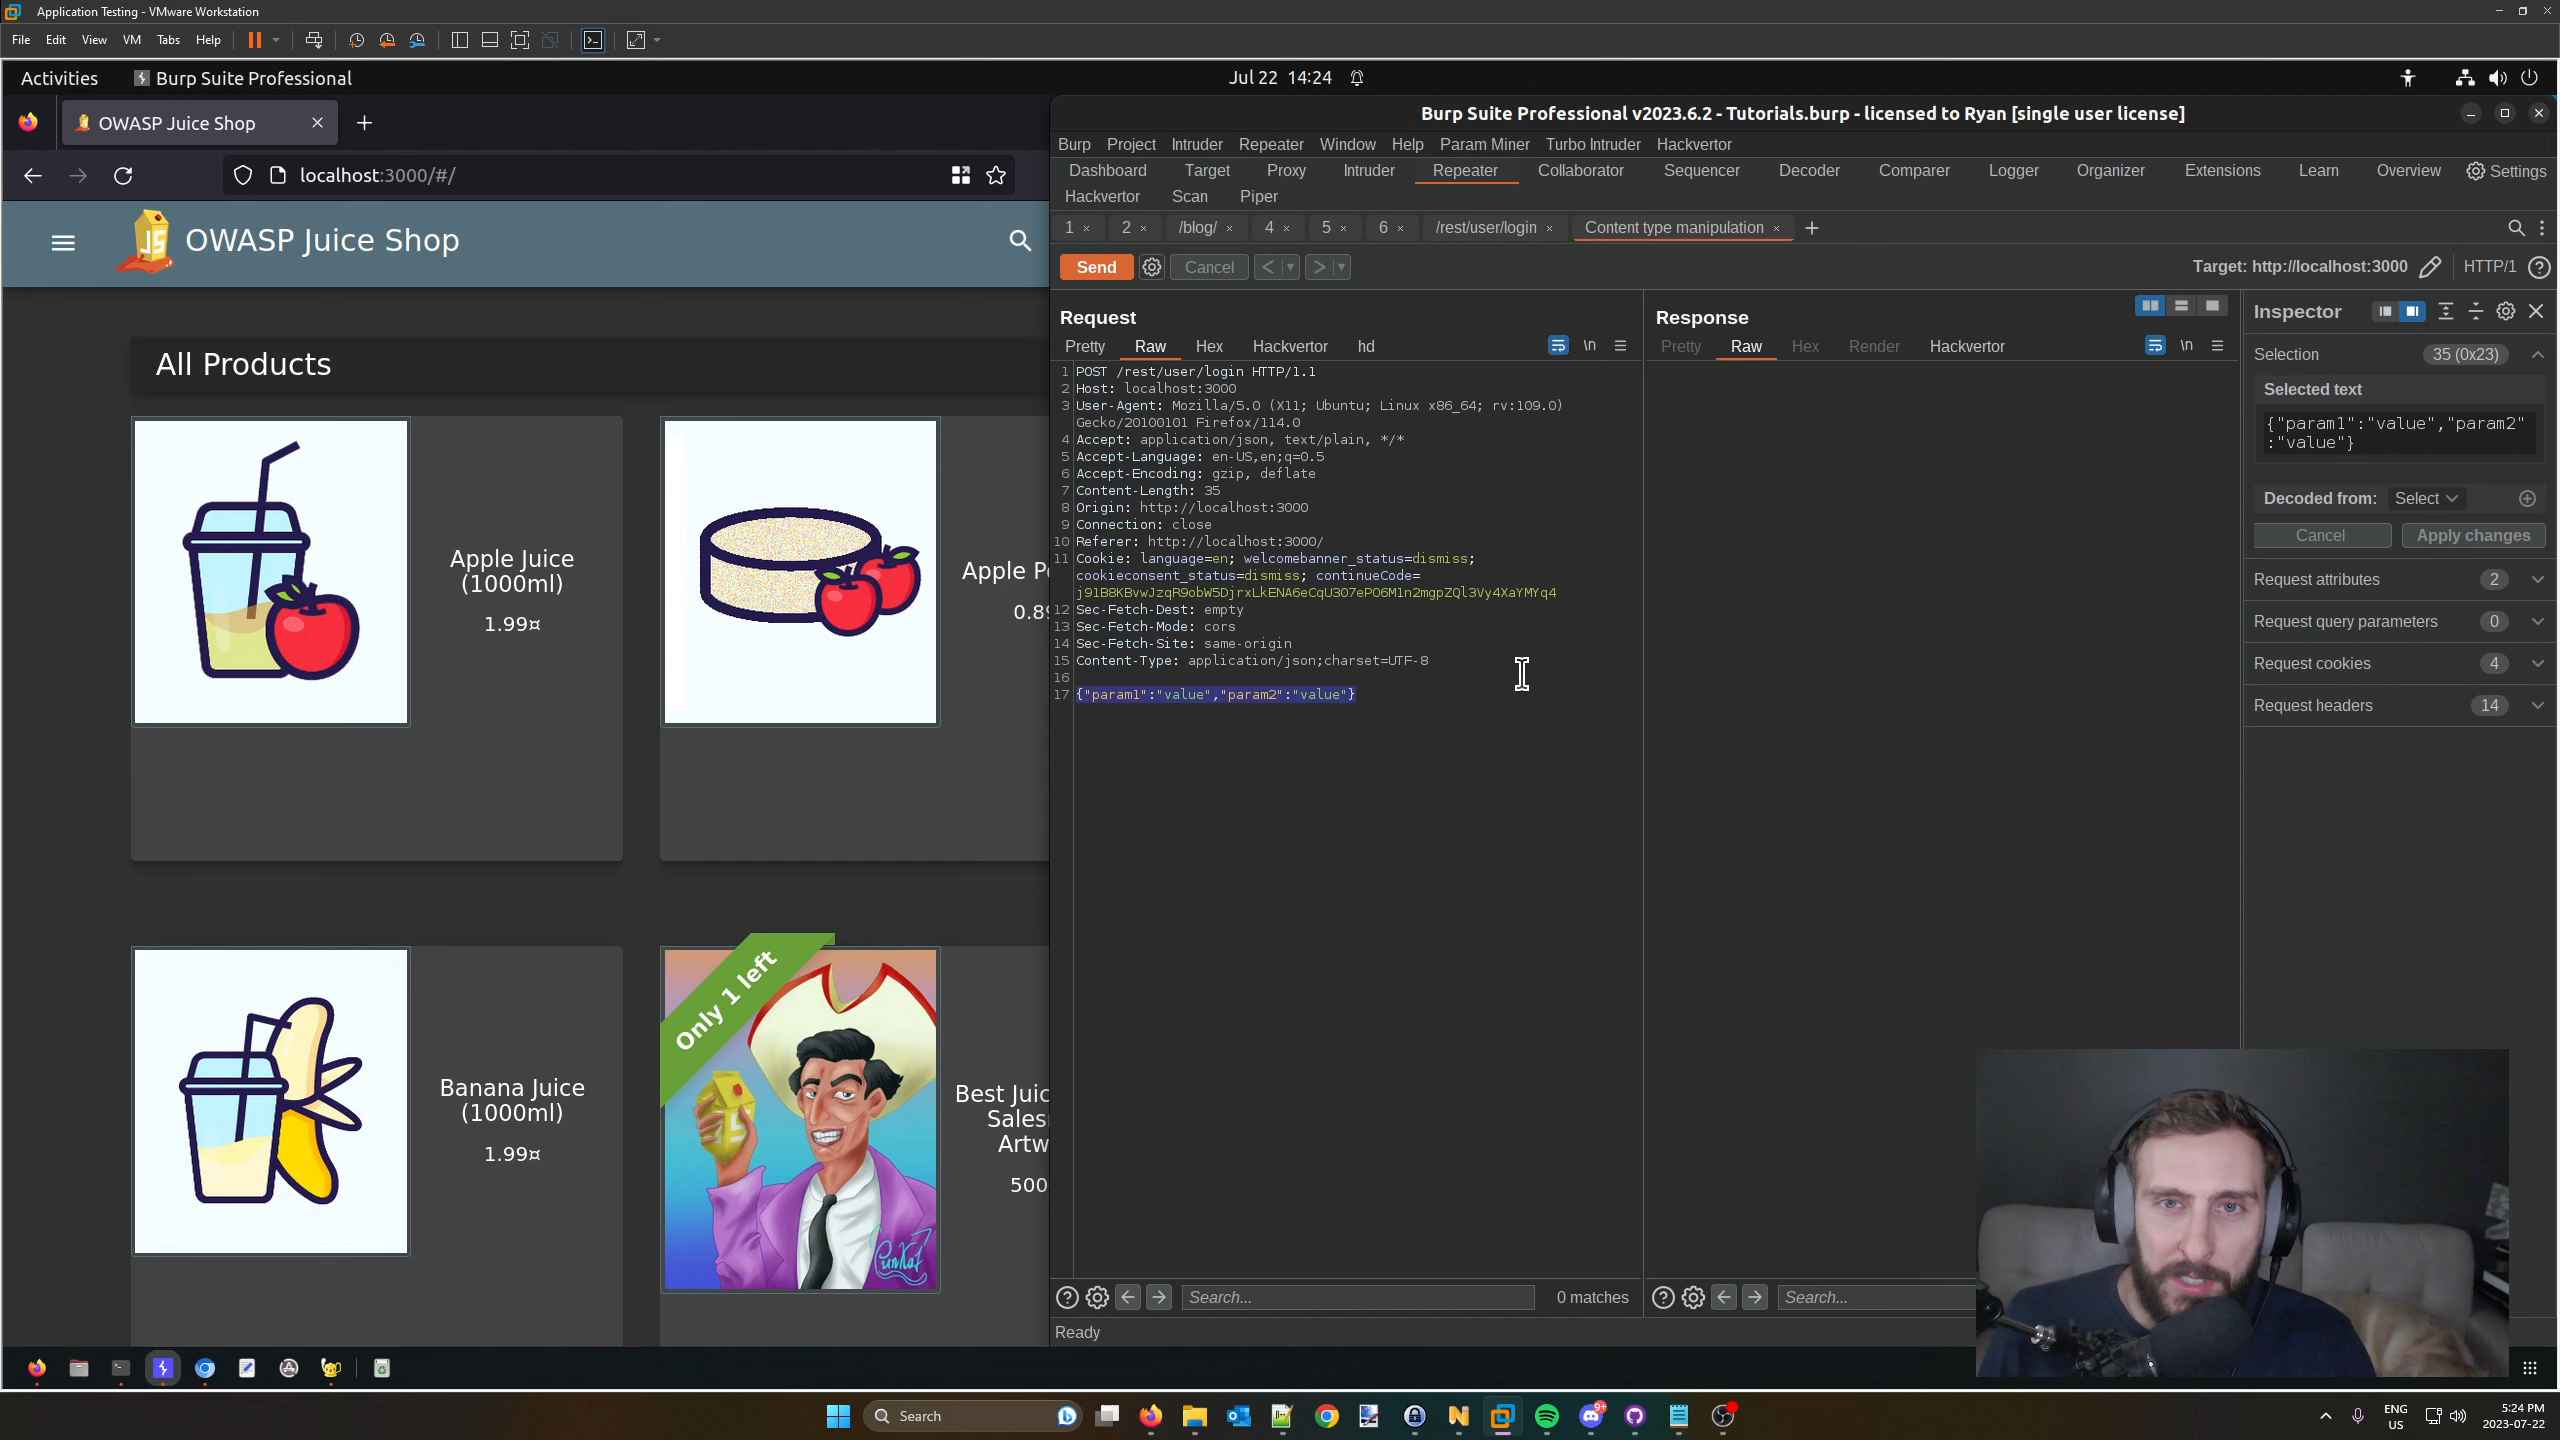 Application Testing - VMware Workstation
File Edit View VM Tabs Help
Activities Burp Suite Professional Jul 22 14:24
OWASP Juice Shop
localhost:3000/#/
JS OWASP Juice Shop
All Products
Apple Juice
(1000ml)
1.99¤
Apple P
0.89
Banana Juice
(1000ml)
1.99¤
Only 1 left
Best Juic
Sales
Artw
500
Burp Suite Professional v2023.6.2 - Tutorials.burp - licensed to Ryan [single user license]
Burp Project Intruder Repeater Window Help Param Miner Turbo Intruder Hackvertor
Dashboard Target Proxy Intruder Repeater Collaborator Sequencer Decoder Comparer Logger Organizer Extensions Learn Overview Settings
Hackvertor Scan Piper
1 × 2 × /blog/ × 4 × 5 × 6 × /rest/user/login × Content type manipulation × +
Send Cancel < > Target: http://localhost:3000 HTTP/1
Request
Pretty Raw Hex Hackvertor hd \n
1 POST /rest/user/login HTTP/1.1
2 Host: localhost:3000
3 User-Agent: Mozilla/5.0 (X11; Ubuntu; Linux x86_64; rv:109.0)
Gecko/20100101 Firefox/114.0
4 Accept: application/json, text/plain, */*
5 Accept-Language: en-US,en;q=0.5
6 Accept-Encoding: gzip, deflate
7 Content-Length: 35
8 Origin: http://localhost:3000
9 Connection: close
10 Referer: http://localhost:3000/
11 Cookie: language=en; welcomebanner_status=dismiss;
cookieconsent_status=dismiss; continueCode=
j91B8KBvwJzqR9obW5DjrxLkENA6eCqU3O7ePO6M1n2mgpZQl3Vy4XaYMYq4
12 Sec-Fetch-Dest: empty
13 Sec-Fetch-Mode: cors
14 Sec-Fetch-Site: same-origin
15 Content-Type: application/json;charset=UTF-8
16
17 {"param1":"value","param2":"value"}
Search... 0 matches
Ready
Response
Pretty Raw Hex Render Hackvertor \n
Search...
Inspector
Selection 35 (0x23)
Selected text
{"param1":"value","param2"
:"value"}
Decoded from: Select
Cancel Apply changes
Request attributes 2
Request query parameters 0
Request cookies 4
Request headers 14
Search
9+
ENG
US
5:24 PM
2023-07-22